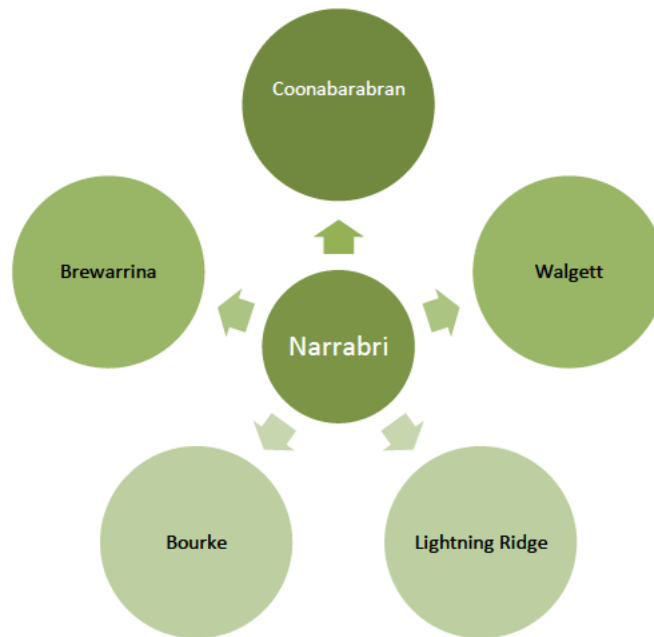 Coonabarabran
Brewarrina
Walgett
Narrabri
Bourke
Lightning Ridge